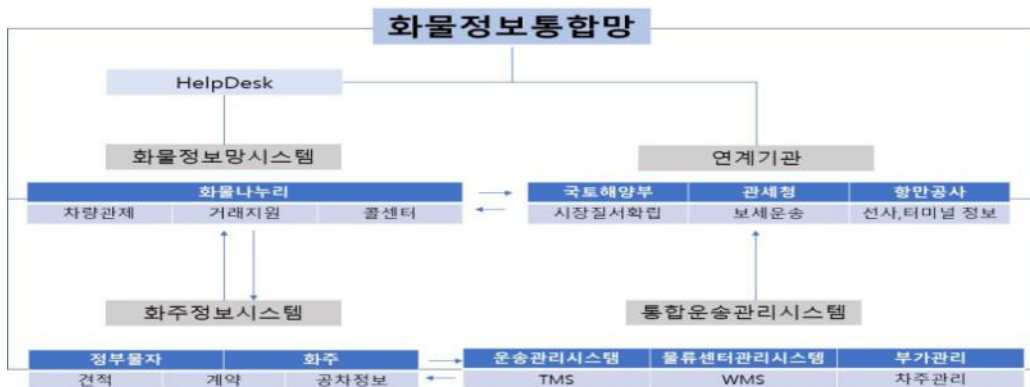 화물정보통합망
HelpDesk
화물정보망시스템
연계기관
화물나누리
국토해양부 관세청 항만공사
차량관제 거래지원 콜센터
시장질서확립 보세운송 선사,터미널 정보
화주정보시스템
통합운송관리시스템
정부물자 화주
운송관리시스탬 물류센터관리시스템 부가관리
견적 계약 공차정보
TMS WMS 차주관리